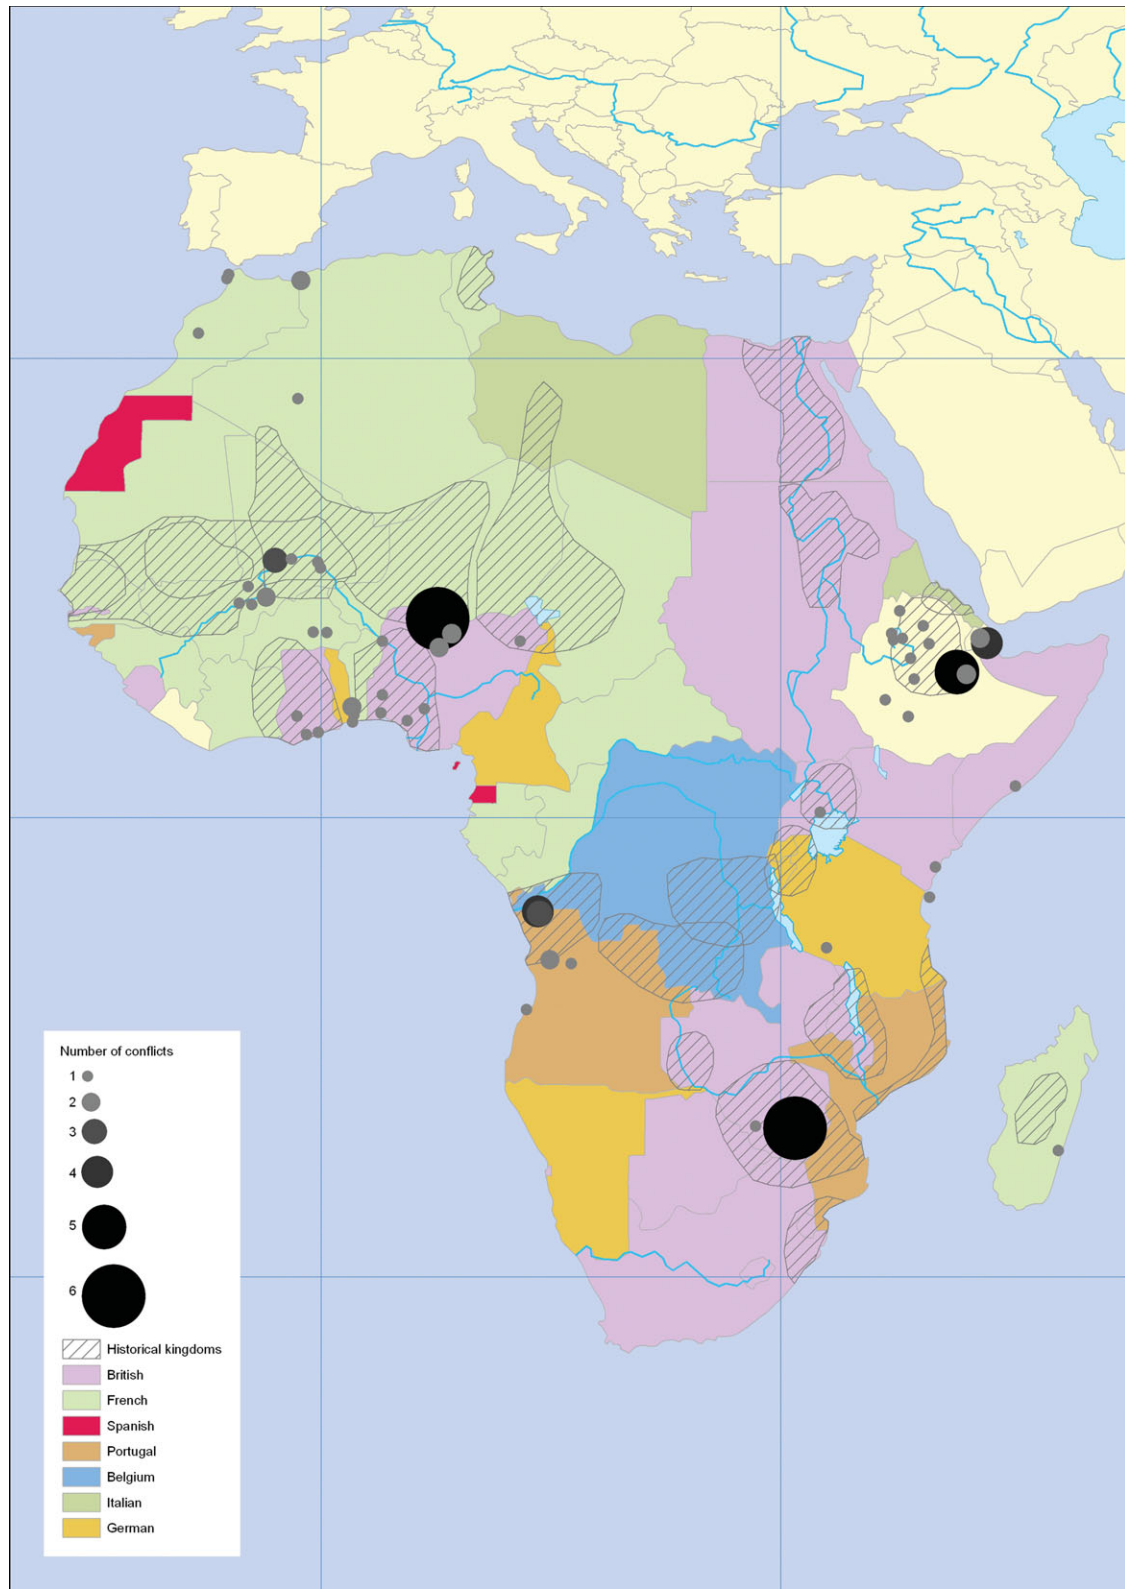 Number of conflicts
1
2
3
4
5
6
Historical kingdoms
British
French
Spanish
Portugal
Belgium
Italian
German